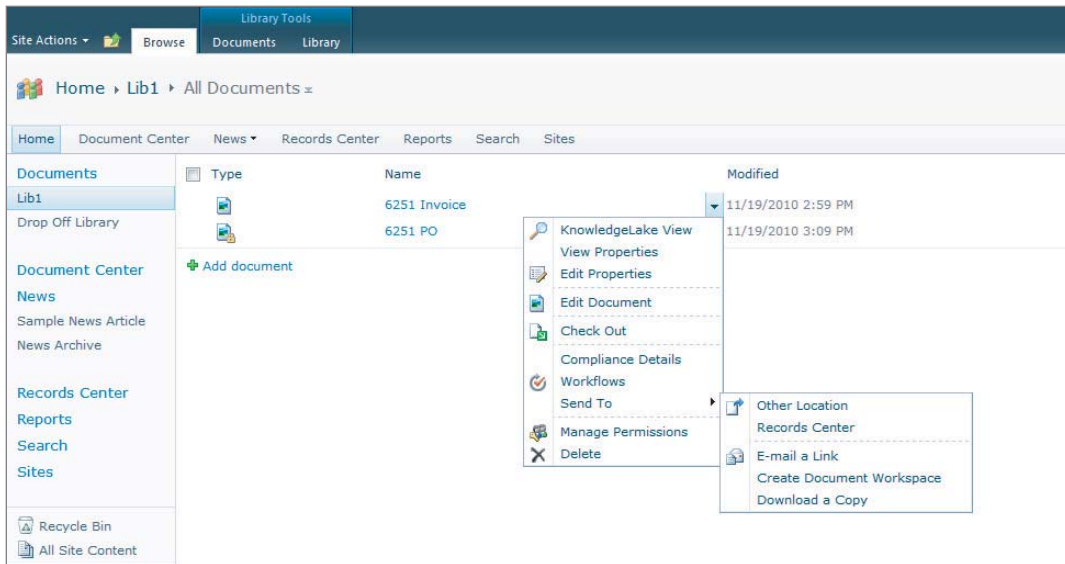 Library Tools
Site Actions Browse Documents Library
Home Lib1 All Documents
Home Document Center News Records Center Reports Search Sites
Documents Type Name Modified
Lib1 6251 Invoice 11/19/2010 2:59 PM
Drop Off Library 6251 PO 11/19/2010 3:09 PM
Add document
Document Center
News
Sample News Article
News Archive
Records Center
Reports
Search
Sites
Recycle Bin
All Site Content
KnowledgeLake View
View Properties
Edit Properties
Edit Document
Check Out
Compliance Details
Workflows
Send To
Manage Permissions
Delete
Other Location
Records Center
E-mail a Link
Create Document Workspace
Download a Copy